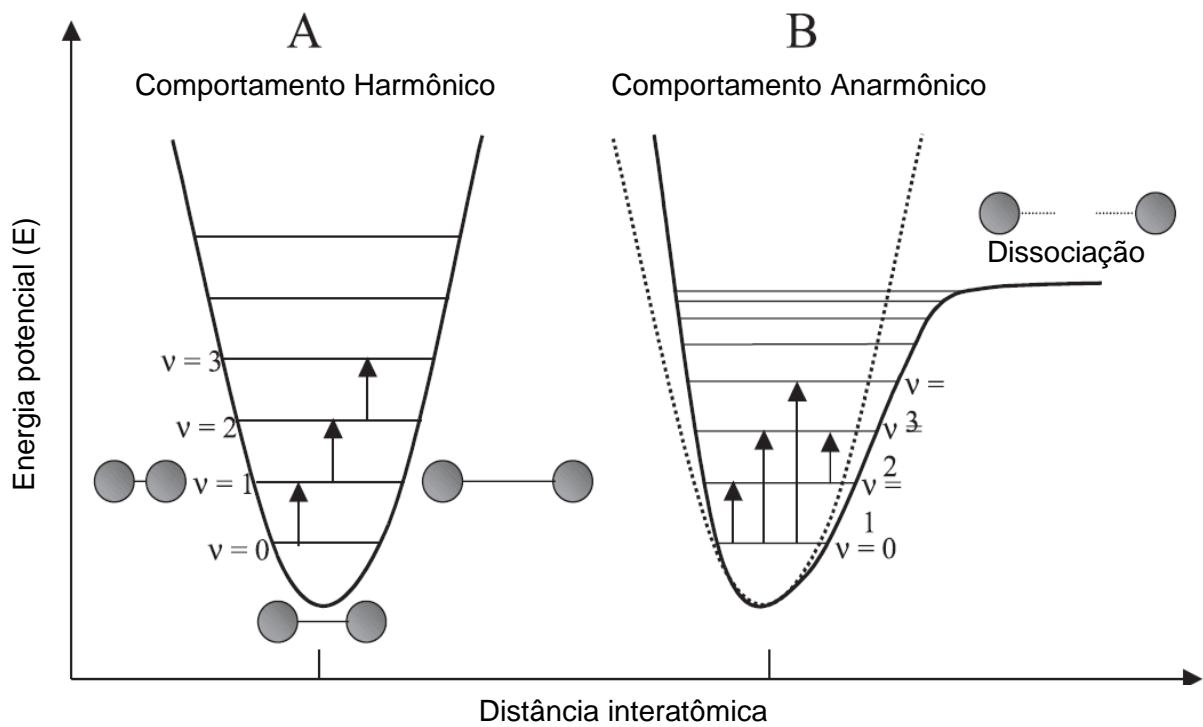 A
B
Comportamento Harmônico
Comportamento Anarmônico
Energia potencial (E)
Dissociação
ν = 3
ν = 2
ν = 1
ν = 0
ν =
3
ν =
2
ν =
1
ν = 0
Distância interatômica